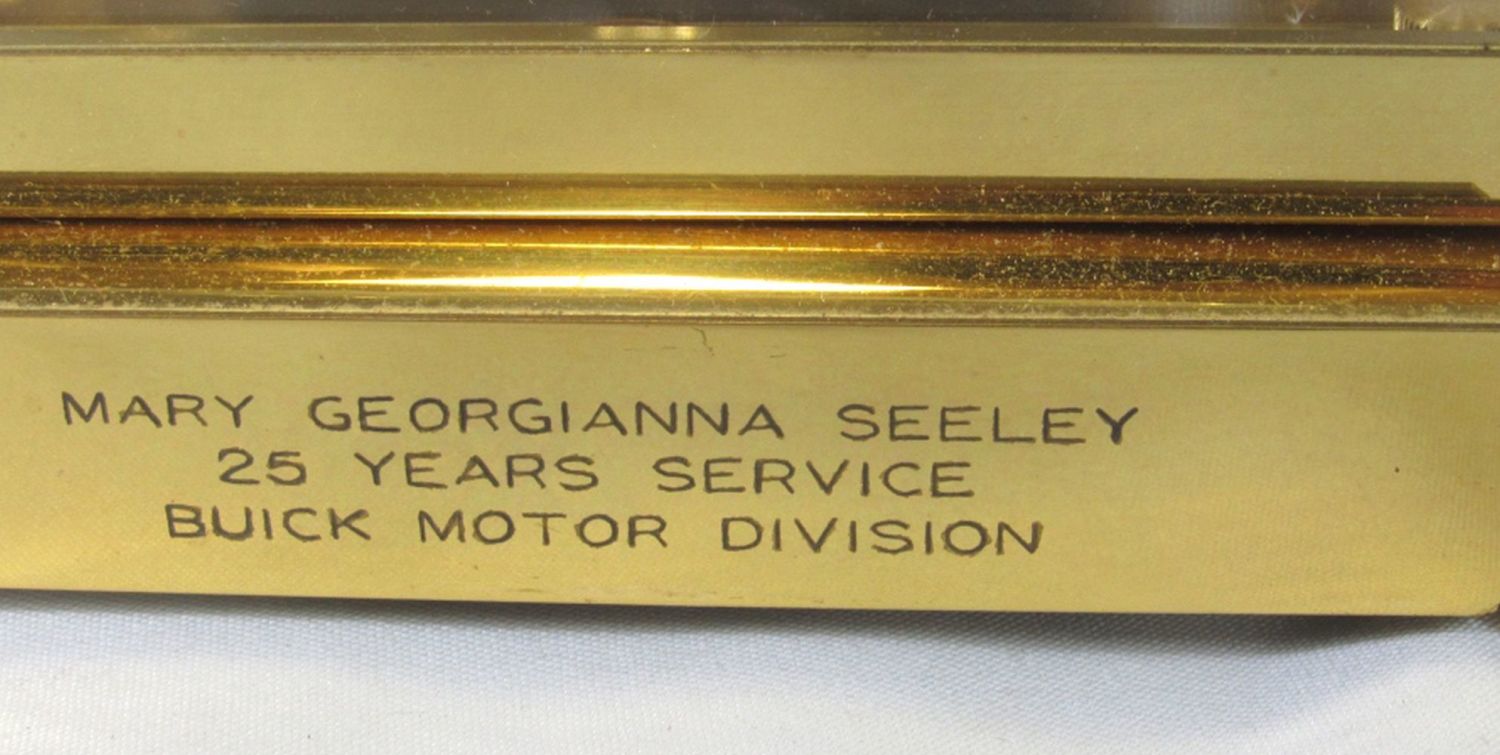 MARY GEORGIANNA SEELEY
25 YEARS SERVICE
BUICK MOTOR DIVISION